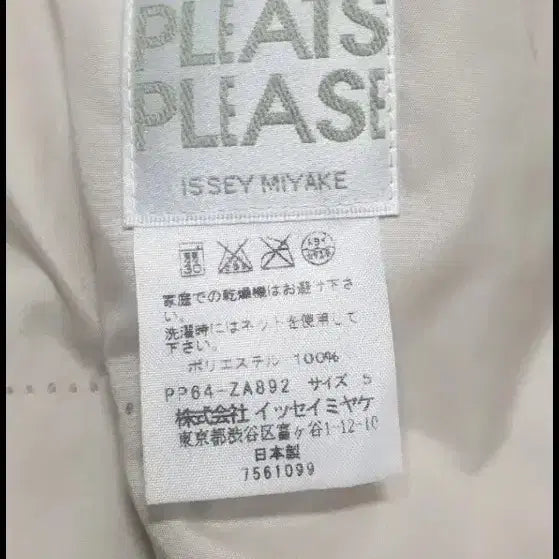 PLEATS
PLEASE
ISSEY MIYAKE
家庭での乾燥機はお避け下さ
い。
洗濯時にはネットを使用して
下さい。
ポリエステル 100%
PP64-ZA892 サイズ S
株式会社 イッセイミヤケ
東京都渋谷区富ヶ谷1-12-10
日本製
7561099